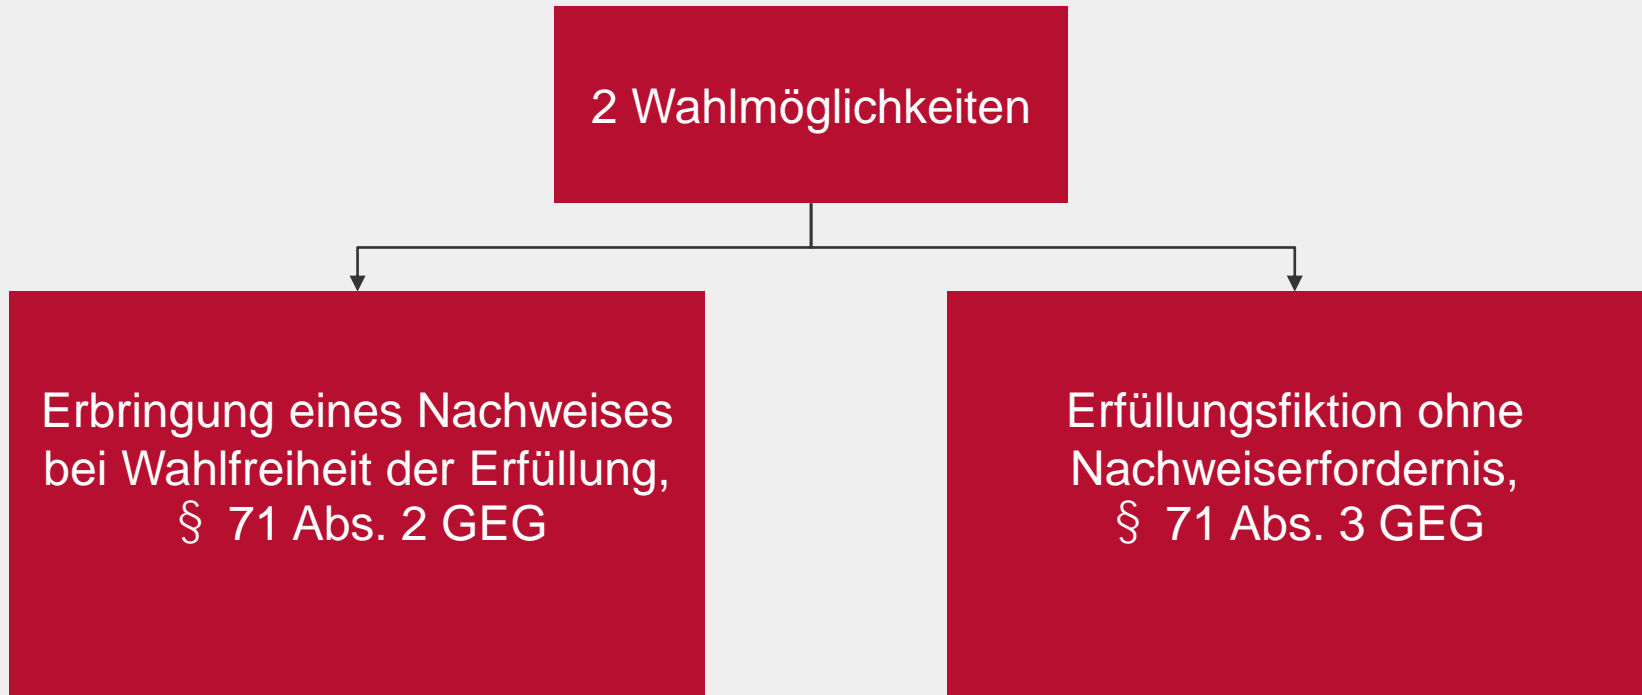 2 Wahlmöglichkeiten
Erbringung eines Nachweises
bei Wahlfreiheit der Erfüllung,
§ 71 Abs. 2 GEG
Erfüllungsfiktion ohne
Nachweiserfordernis,
§ 71 Abs. 3 GEG